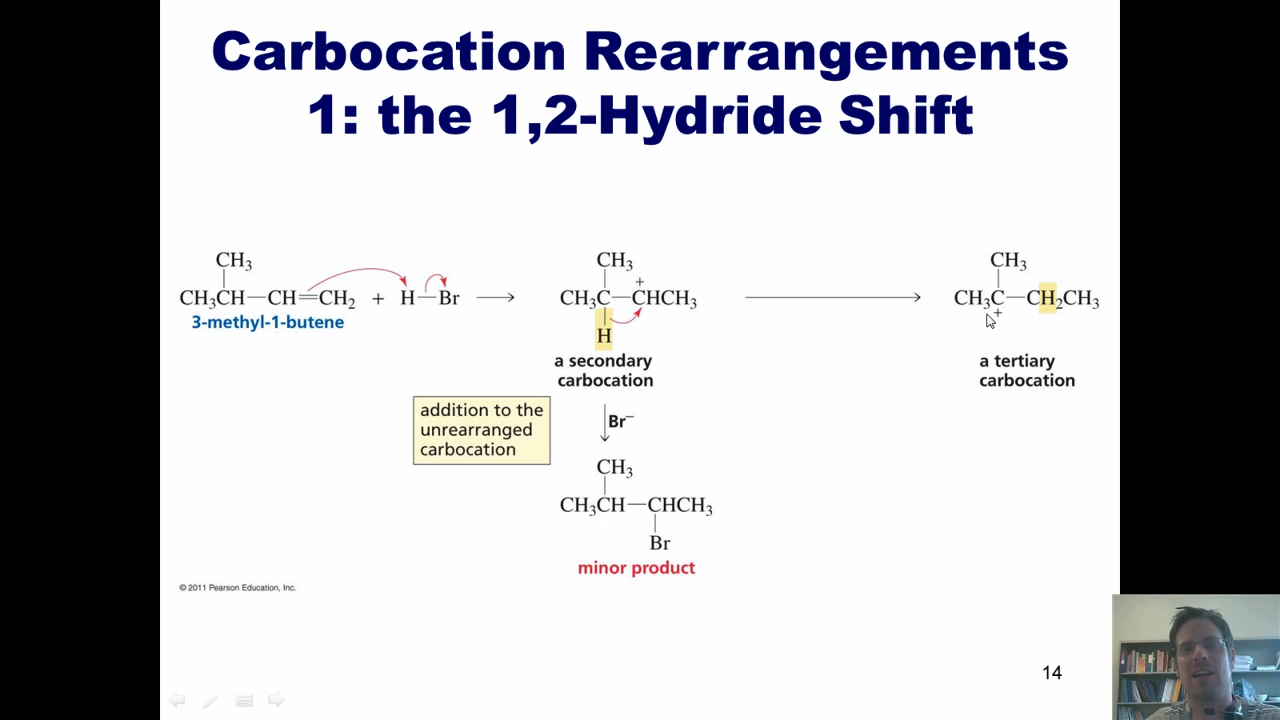 Carbocation Rearrangements
1: the 1,2-Hydride Shift
CH₃
CH₃CH—CH=CH₂ + H—Br
3-methyl-1-butene
CH₃
+
CH₃C—CHCH₃
H
a secondary
carbocation
CH₃
CH₃C—CH₂CH₃
+
a tertiary
carbocation
addition to the
unrearranged
carbocation
Br⁻
CH₃
CH₃CH—CHCH₃
Br
minor product
© 2011 Pearson Education, Inc.
14